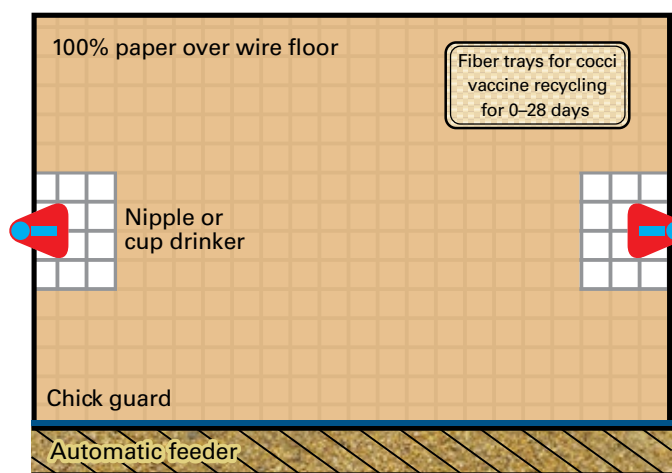 100% paper over wire floor
Fiber trays for cocci
vaccine recycling
for 0–28 days
Nipple or
cup drinker
Chick guard
Automatic feeder